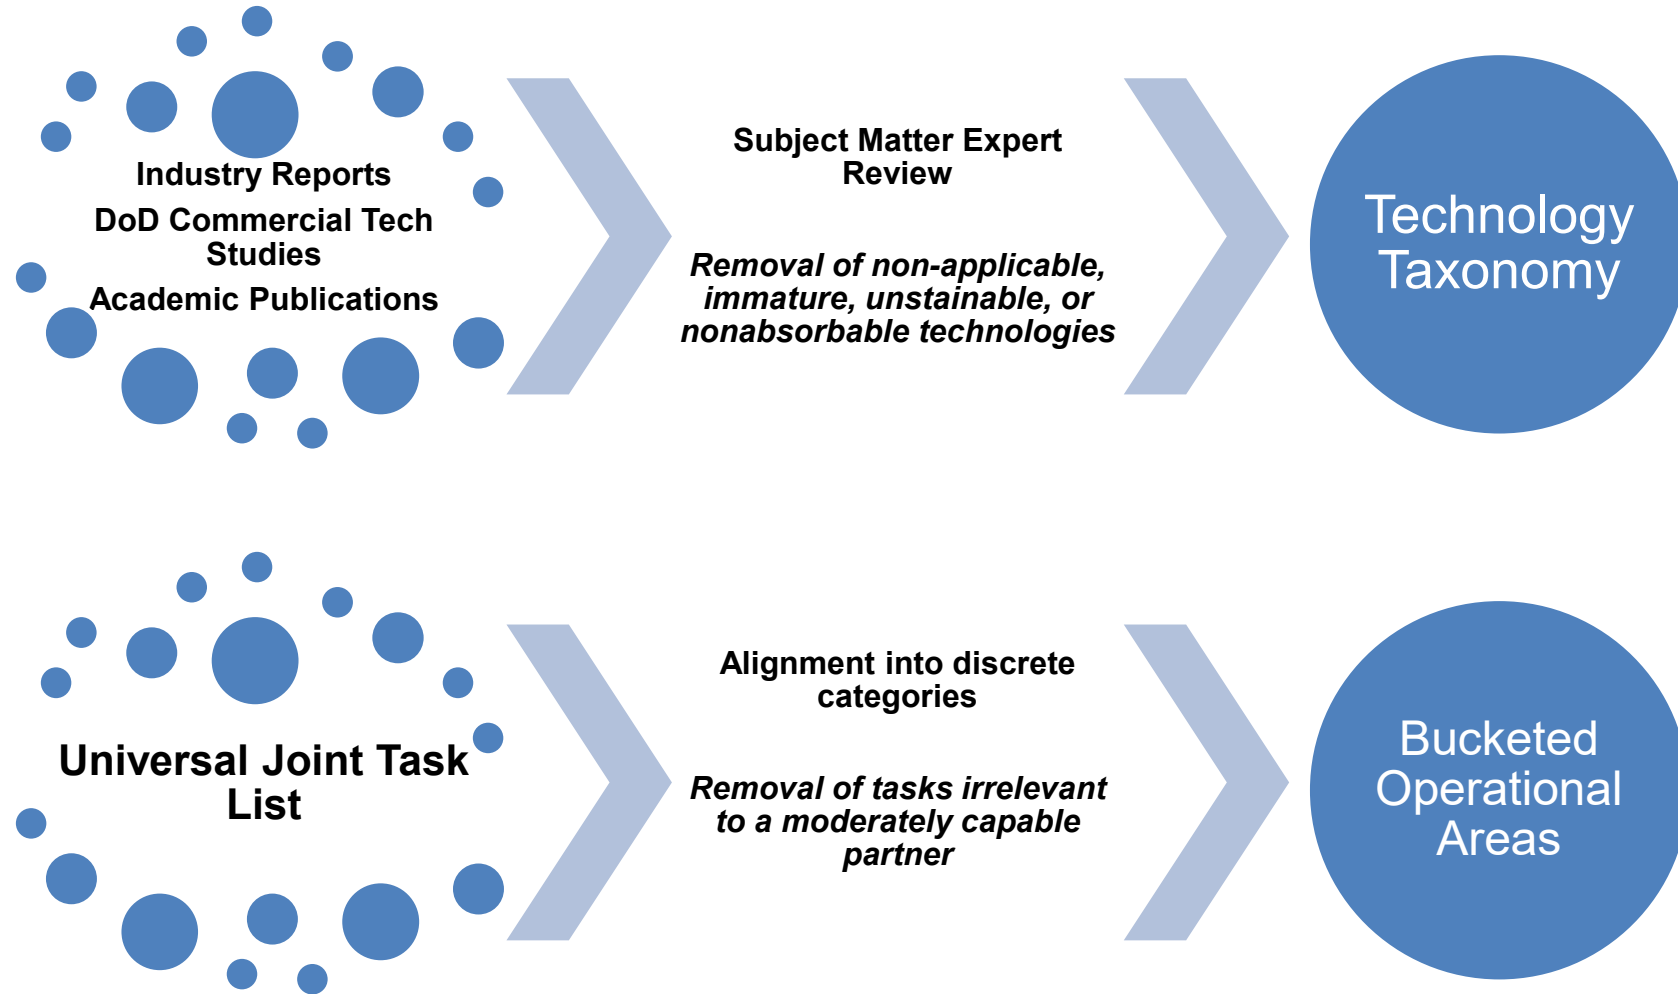 Industry Reports
DoD Commercial Tech
Studies
Academic Publications
Subject Matter Expert
Review
Removal of non-applicable,
immature, unstainable, or
nonabsorbable technologies
Technology
Taxonomy
Universal Joint Task
List
Alignment into discrete
categories
Removal of tasks irrelevant
to a moderately capable
partner
Bucketed
Operational
Areas